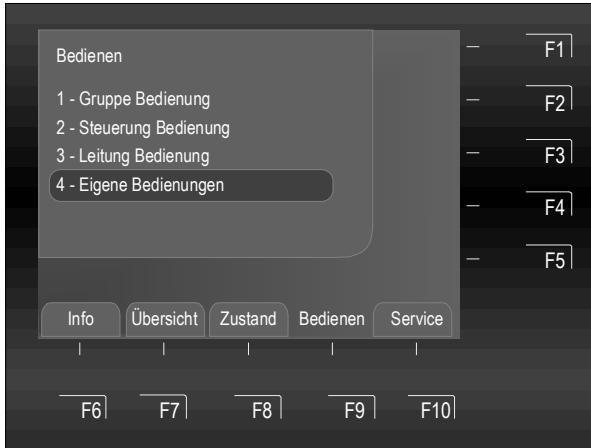 Bedienen
1 - Gruppe Bedienung
2 - Steuerung Bedienung
3 - Leitung Bedienung
4 - Eigene Bedienungen
F1
F2
F3
F4
F5
Info Übersicht Zustand Bedienen Service
F6 F7 F8 F9 F10